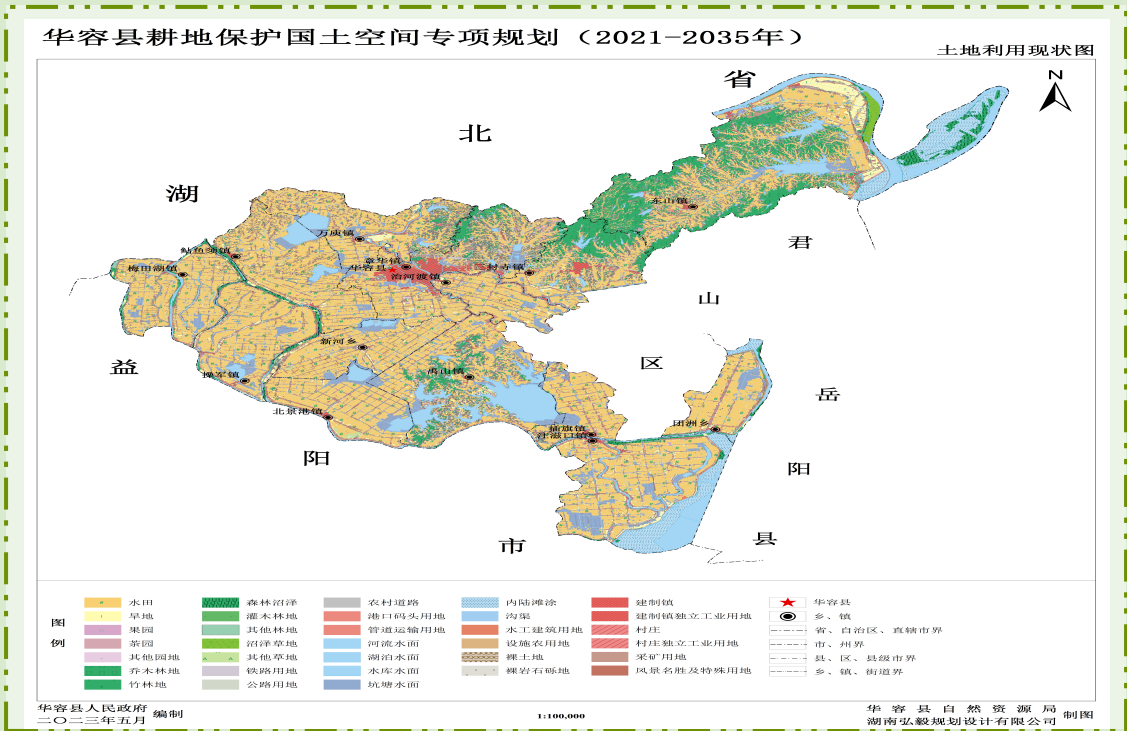 华容县耕地保护国土空间专项规划（2021-2035年）
土地利用现状图
N
省
北
湖
东山镇
君
万庾镇
鲇鱼须镇
章华镇
梅田湖镇
华容县
三封寺镇
治河渡镇
山
新河乡
区
益
操军镇
禹山镇
岳
北景港镇
团洲乡
插旗镇
注滋口镇
阳
阳
县
市
图例
水田
旱地
果园
茶园
其他园地
乔木林地
竹林地
森林沼泽
灌木林地
其他林地
沼泽草地
其他草地
铁路用地
公路用地
农村道路
港口码头用地
管道运输用地
河流水面
湖泊水面
水库水面
坑塘水面
内陆滩涂
沟渠
水工建筑用地
设施农用地
裸土地
裸岩石砾地
建制镇
建制镇独立工业用地
村庄
村庄独立工业用地
采矿用地
风景名胜及特殊用地
华容县
乡、镇
省、自治区、直辖市界
市、州界
县、区、县级市界
乡、镇、街道界
华容县人民政府
二〇二三年五月
编制
1:100,000
华容县自然资源局
湖南弘毅规划设计有限公司
制图